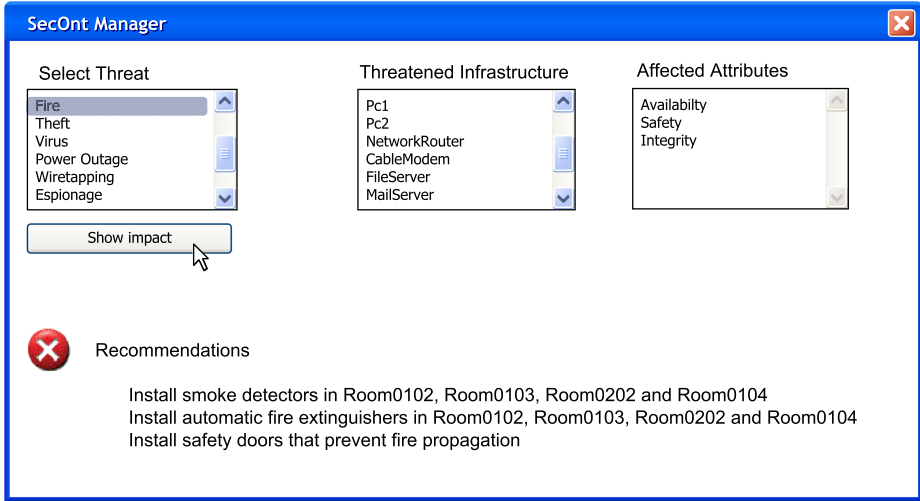 SecOnt Manager
Select Threat
Fire
Theft
Virus
Power Outage
Wiretapping
Espionage
Show impact
Threatened Infrastructure
Pc1
Pc2
NetworkRouter
CableModem
FileServer
MailServer
Affected Attributes
Availabilty
Safety
Integrity
Recommendations
Install smoke detectors in Room0102, Room0103, Room0202 and Room0104
Install automatic fire extinguishers in Room0102, Room0103, Room0202 and Room0104
Install safety doors that prevent fire propagation